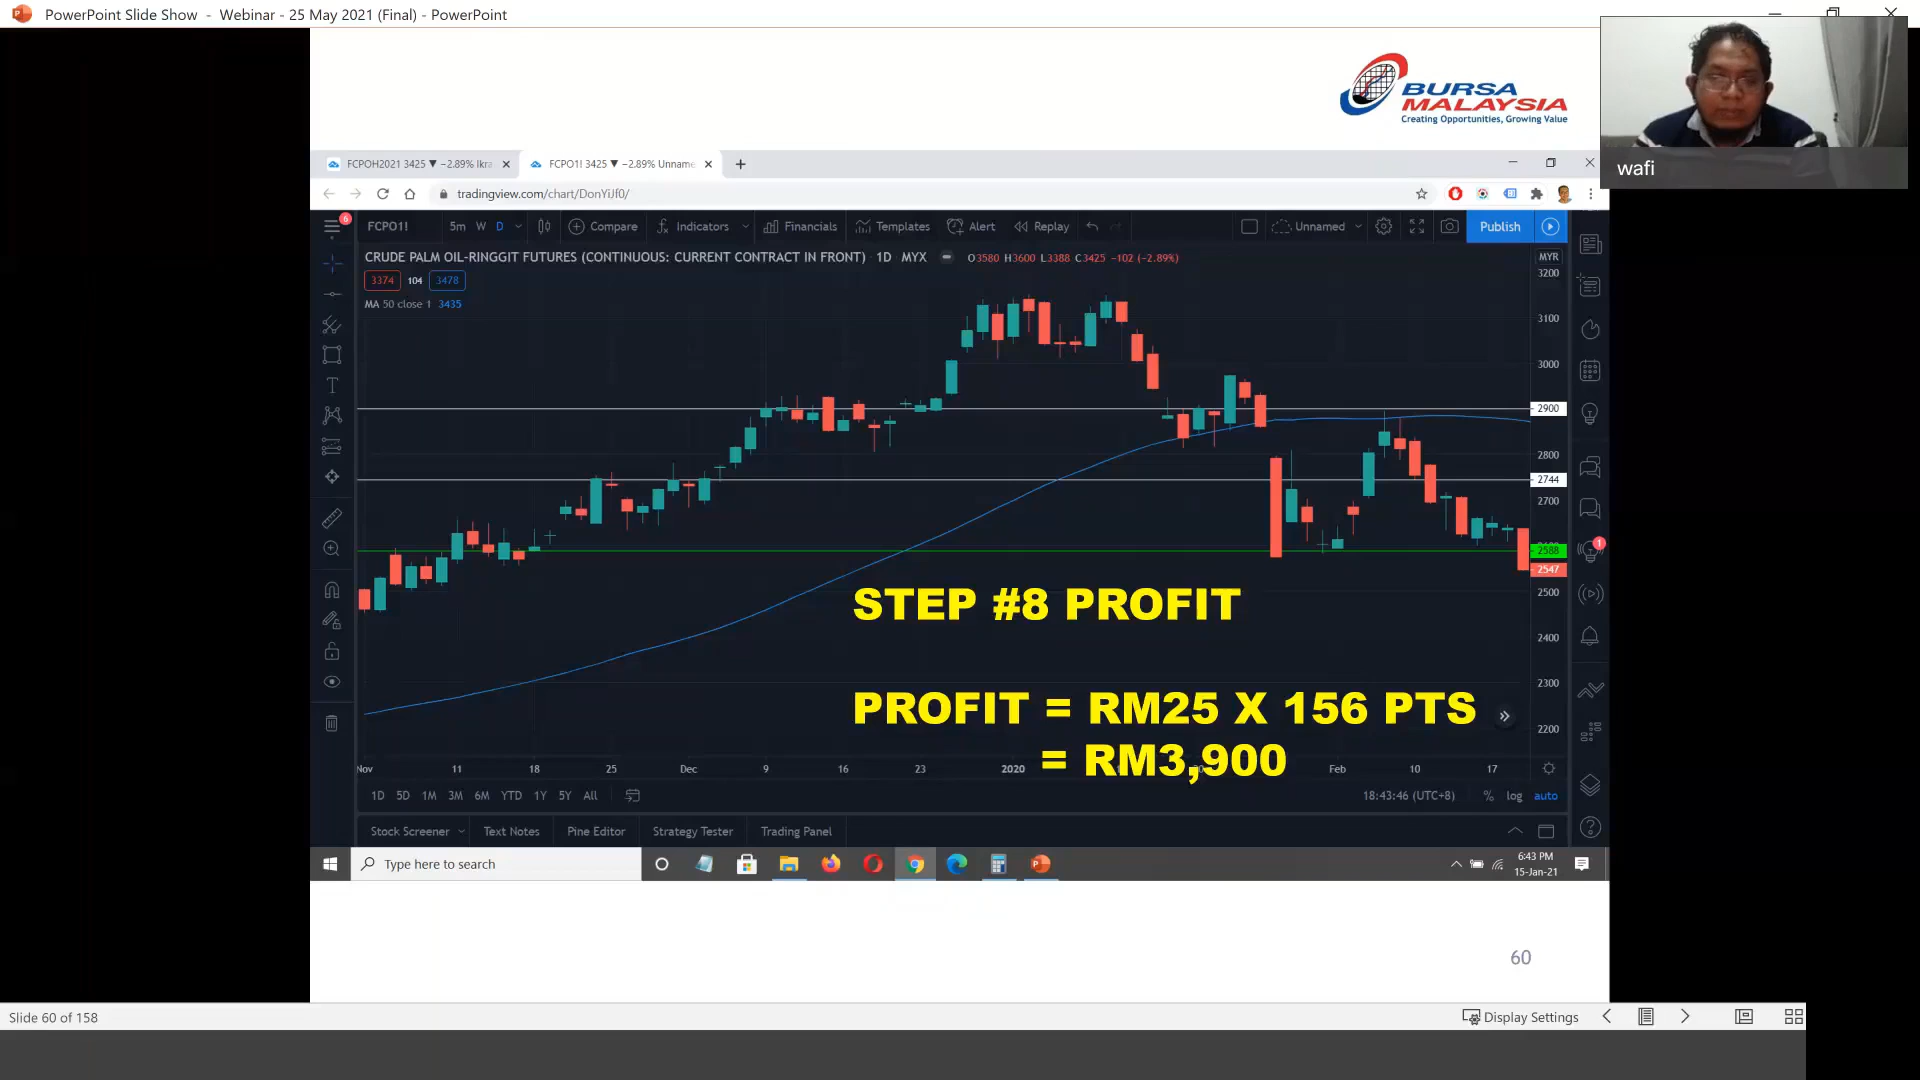 PowerPoint Slide Show - Webinar - 25 May 2021 (Final) - PowerPoint
BURSA
MALAYSIA
Creating Opportunities, Growing Value
wafi
FCPOH2021 3425 ▼ −2.89% Ikra
FCPO1! 3425 ▼ −2.89% Unname
tradingview.com/chart/DonYiJf0/
6
FCPO1!
5m W D
Compare
Indicators
Financials
Templates
Alert
Replay
Unnamed
Publish
CRUDE PALM OIL-RINGGIT FUTURES (CONTINUOUS: CURRENT CONTRACT IN FRONT) · 1D · MYX
O3580 H3600 L3388 C3425 −102 (−2.89%)
MYR
3374 104 3478
MA 50 close 1 3435
3200
3100
3000
2900
2800
2744
2700
2588
2547
2500
2400
2300
2200
1
STEP #8 PROFIT
PROFIT = RM25 X 156 PTS
= RM3,900
Nov 11 18 25 Dec 9 16 23 2020 Feb 10 17
1D 5D 1M 3M 6M YTD 1Y 5Y All
18:43:46 (UTC+8) % log auto
Stock Screener Text Notes Pine Editor Strategy Tester Trading Panel
Type here to search
6:43 PM
15-Jan-21
60
Slide 60 of 158
Display Settings